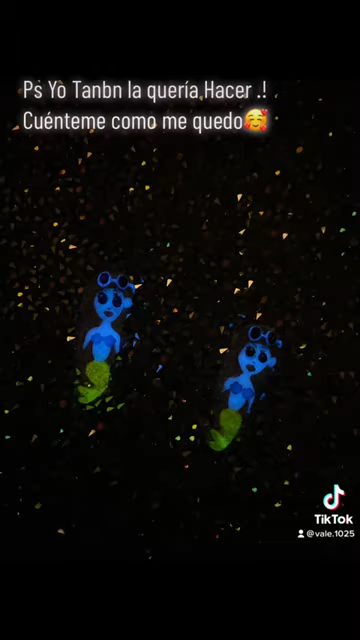 Ps Yo Tanbn la quería Hacer .!
Cuénteme como me quedo🥰
TikTok
@vale.1025